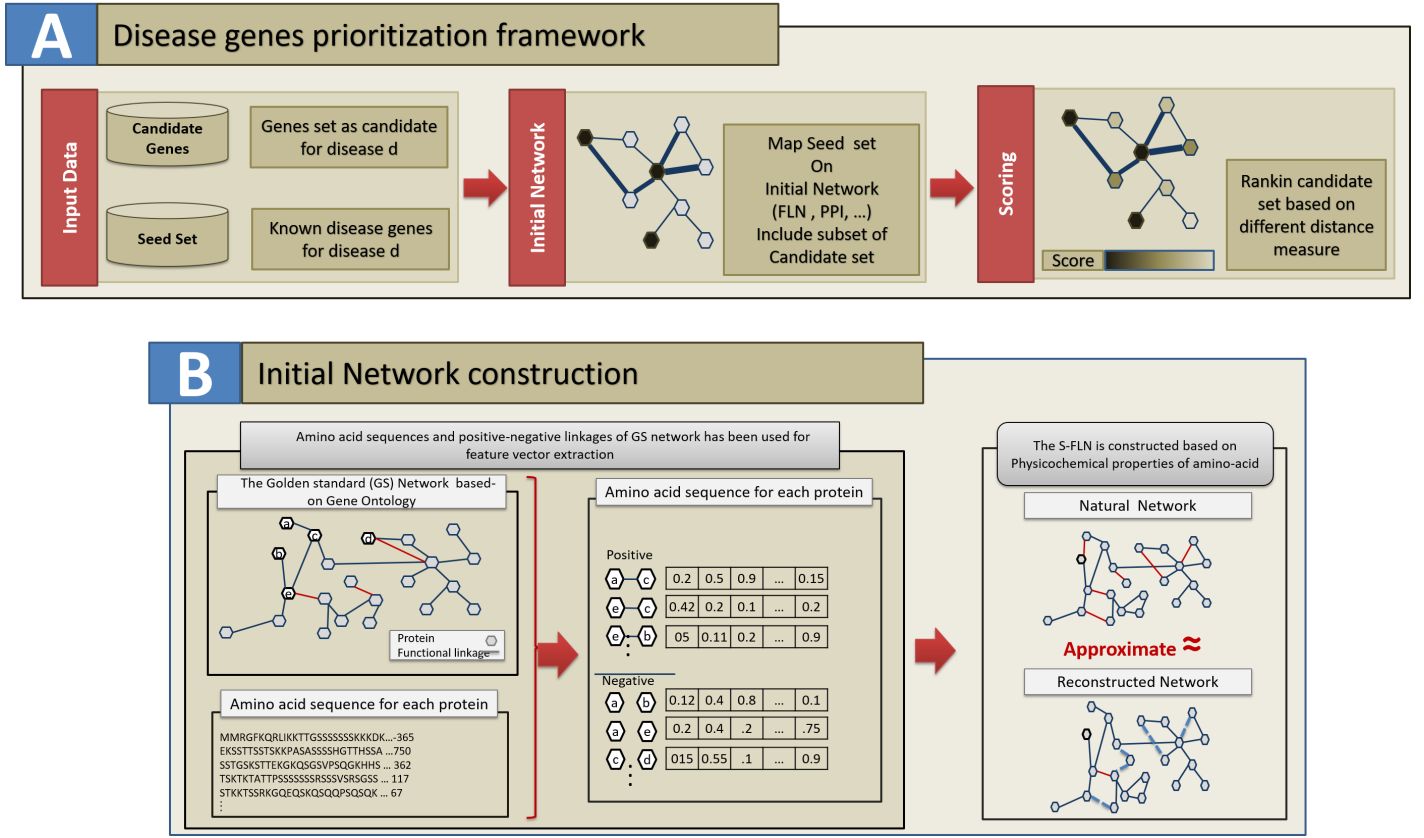 A
Disease genes prioritization framework
Input Data
Candidate
Genes
Genes set as candidate
for disease d
Seed Set
Known disease genes
for disease d
Initial Network
Map Seed set
On
Initial Network
(FLN , PPI, ...)
Include subset of
Candidate set
Scoring
Score
Rankin candidate
set based on
different distance
measure
B
Initial Network construction
Amino acid sequences and positive-negative linkages of GS network has been used for
feature vector extraction
The Golden standard (GS) Network based-
on Gene Ontology
a
c
d
b
e
Protein
Functional linkage
Amino acid sequence for each protein
MMRGFKQRLIKKTTGSSSSSSSKKKDK...-365
EKSSTTSSTSKKPASASSSSHGTTHSSA ...750
SSTGSKSTTEKGKQSGSVPSQGKHHS ... 362
TSKTKTATTPSSSSSSSRSSSVSRSGSS ... 117
STKKTSSRKGQEQSKQSQQPSQSQK ... 67
⋮
Amino acid sequence for each protein
Positive
a c 0.2 0.5 0.9 ... 0.15
e c 0.42 0.2 0.1 ... 0.2
e b 05 0.11 0.2 ... 0.9
⋮
Negative
a b 0.12 0.4 0.8 ... 0.1
a e 0.2 0.4 .2 ... .75
c d 015 0.55 .1 ... 0.9
⋮
The S-FLN is constructed based on
Physicochemical properties of amino-acid
Natural Network
Approximate ≈
Reconstructed Network